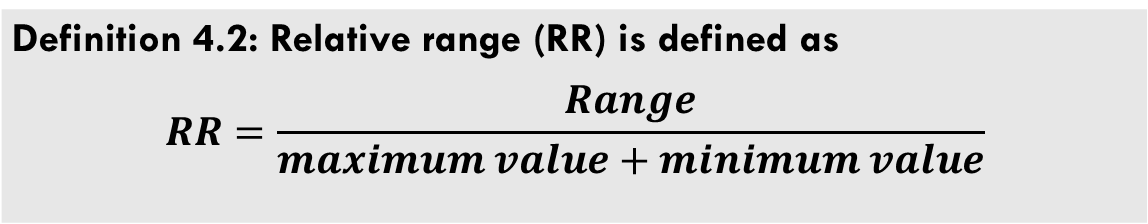 Definition 4.2: Relative range (RR) is defined as
RR = Range / maximum value + minimum value